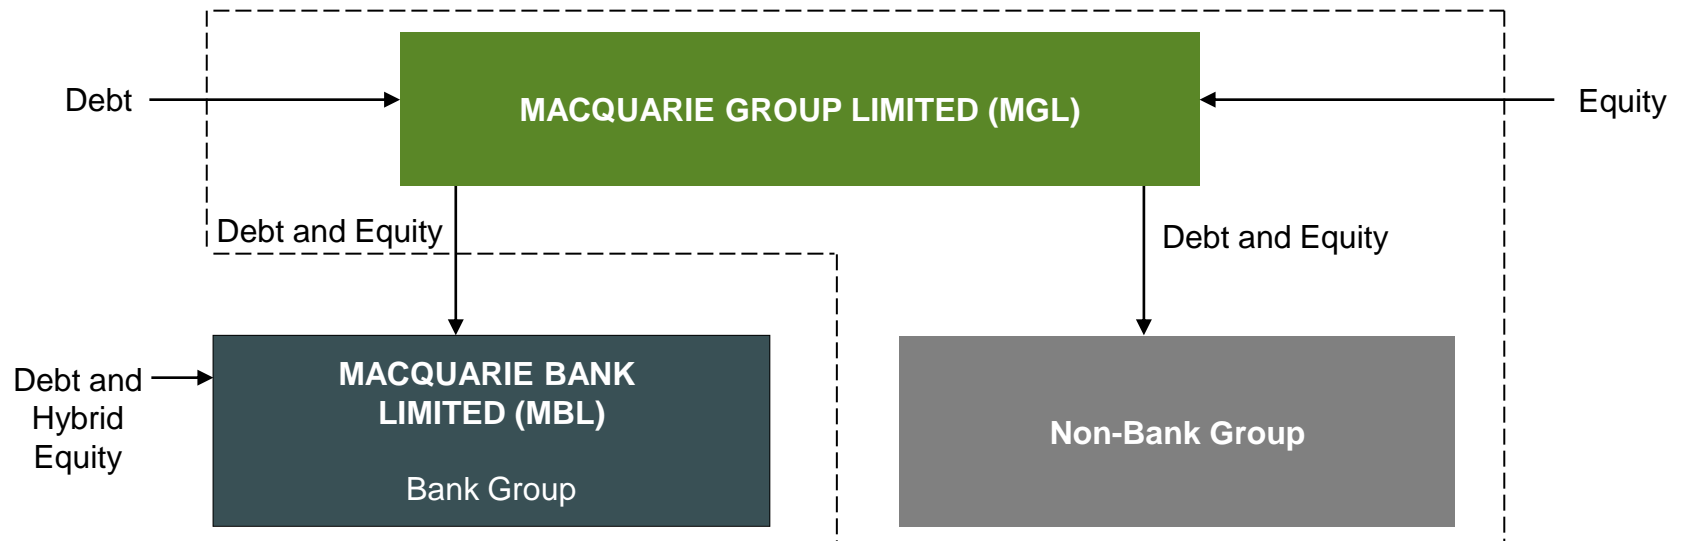 MACQUARIE GROUP LIMITED (MGL)
Debt
Equity
Debt and Equity
Debt and Equity
Debt and
Hybrid
Equity
MACQUARIE BANK
LIMITED (MBL)
Bank Group
Non-Bank Group